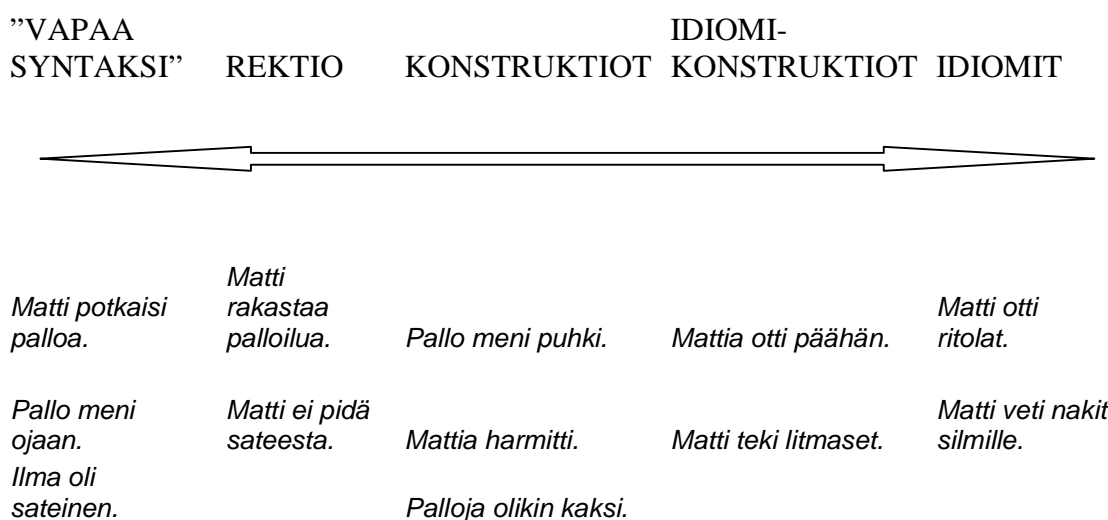 ”VAPAA
SYNTAKSI”
REKTIO
KONSTRUKTIOT
IDIOMI-
KONSTRUKTIOT
IDIOMIT
Matti potkaisi
palloa.
Matti
rakastaa
palloilua.
Pallo meni puhki.
Mattia otti päähän.
Matti otti
ritolat.
Pallo meni
ojaan.
Matti ei pidä
sateesta.
Mattia harmitti.
Matti teki litmaset.
Matti veti nakit
silmille.
Ilma oli
sateinen.
Palloja olikin kaksi.